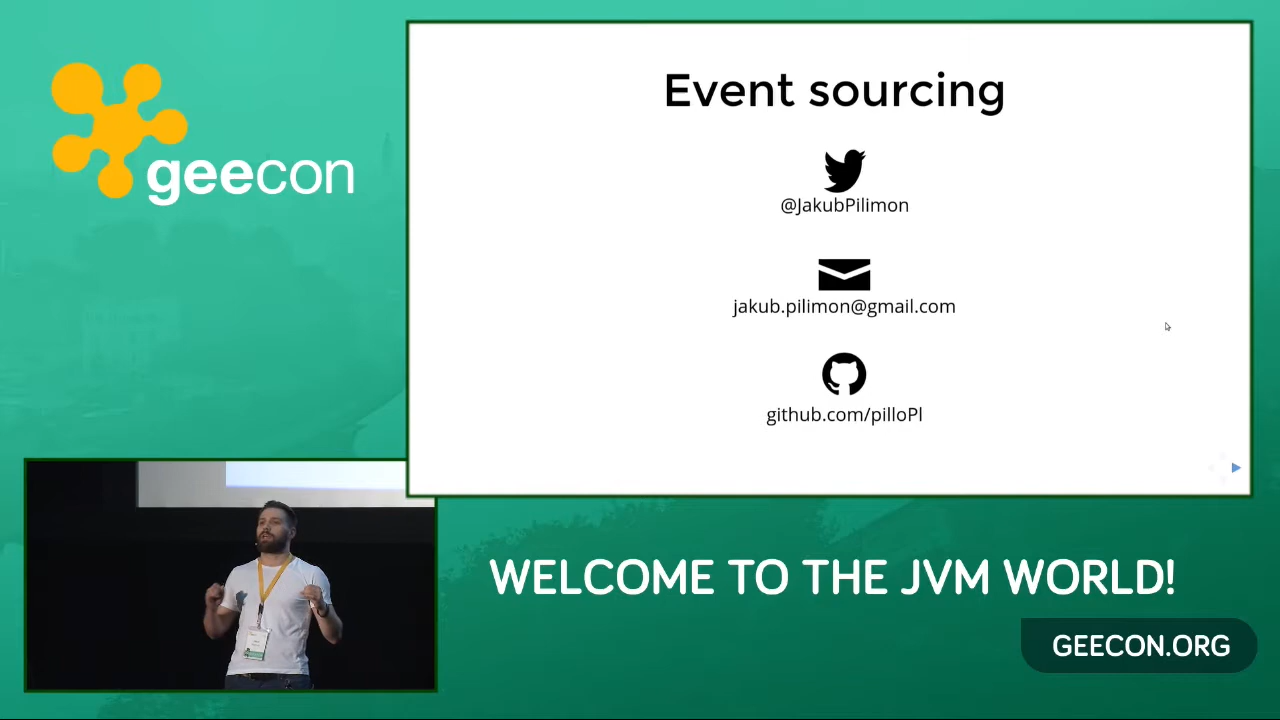 geecon
Event sourcing
@JakubPilimon
jakub.pilimon@gmail.com
github.com/pilloPl
WELCOME TO THE JVM WORLD!
GEECON.ORG